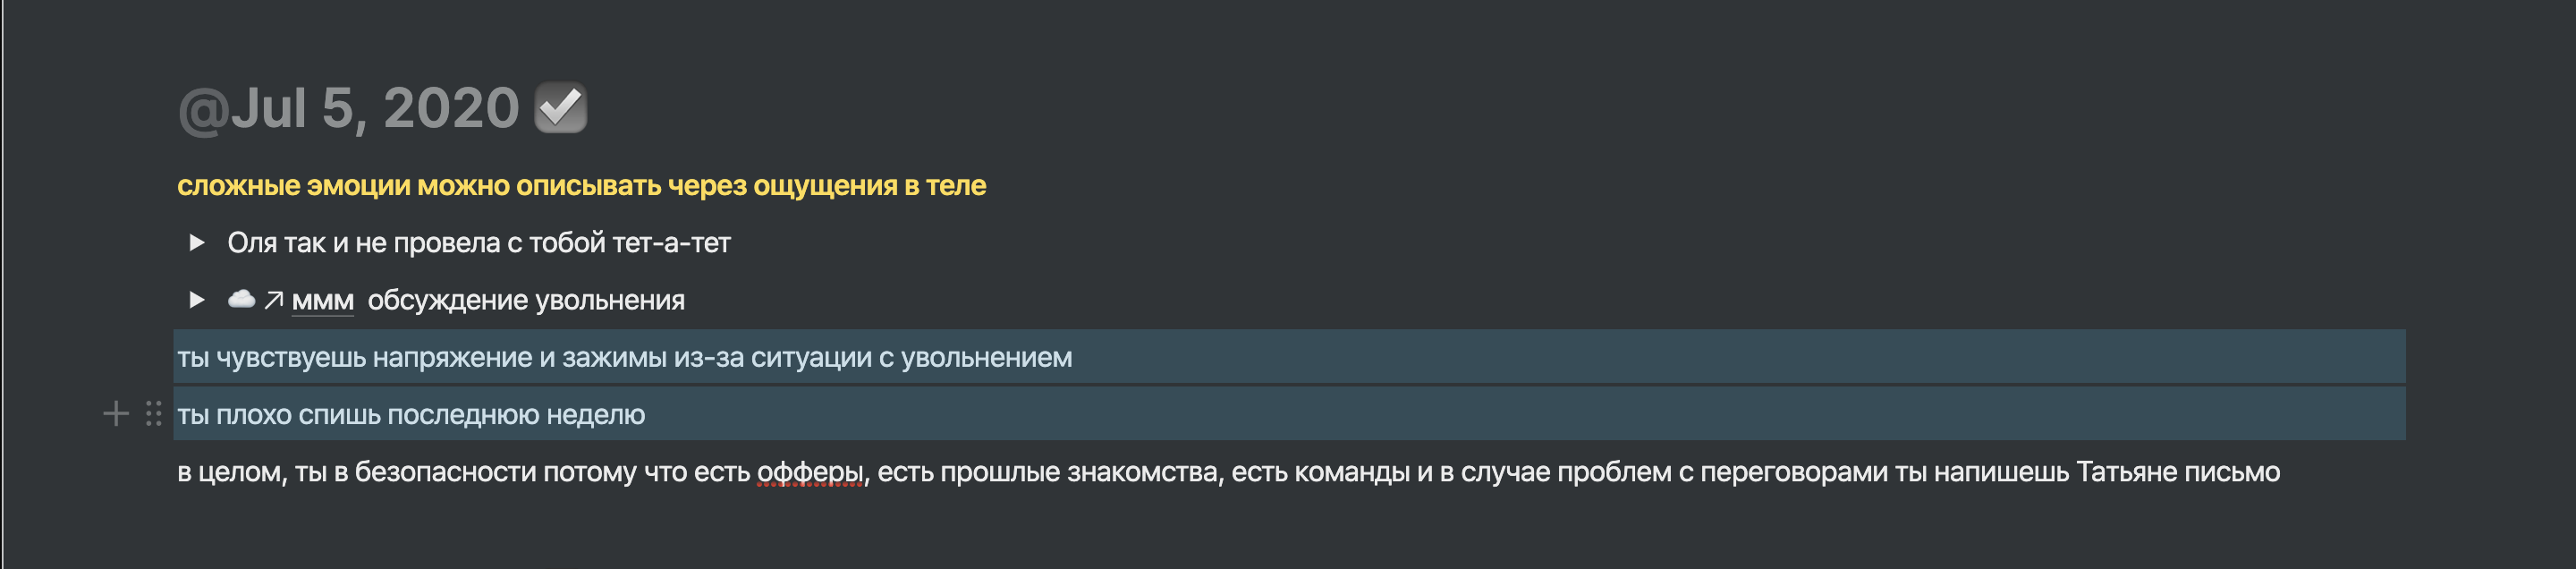 @Jul 5, 2020 ☑️
сложные эмоции можно описывать через ощущения в теле
Оля так и не провела с тобой тет-а-тет
☁️↗ммм обсуждение увольнения
ты чувствуешь напряжение и зажимы из-за ситуации с увольнением
ты плохо спишь последнюю неделю
в целом, ты в безопасности потому что есть офферы, есть прошлые знакомства, есть команды и в случае проблем с переговорами ты напишешь Татьяне письмо